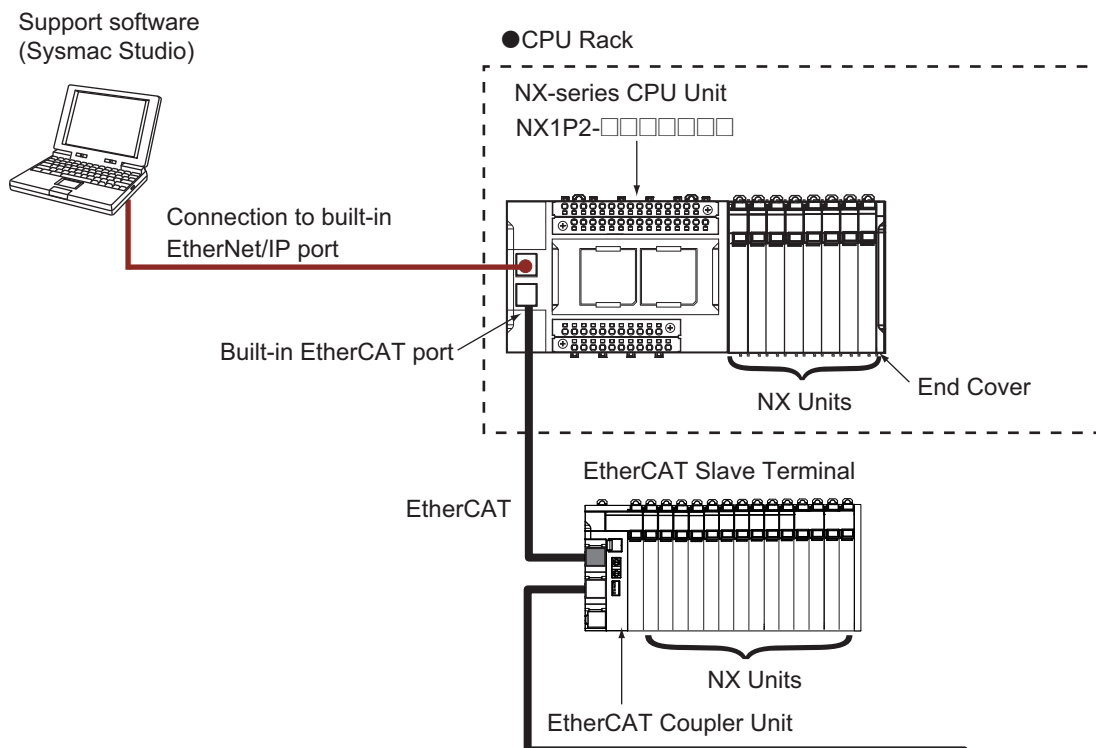 Support software
(Sysmac Studio)
●CPU Rack
NX-series CPU Unit
NX1P2-□□□□□□□
Connection to built-in
EtherNet/IP port
Built-in EtherCAT port
End Cover
NX Units
EtherCAT Slave Terminal
EtherCAT
NX Units
EtherCAT Coupler Unit